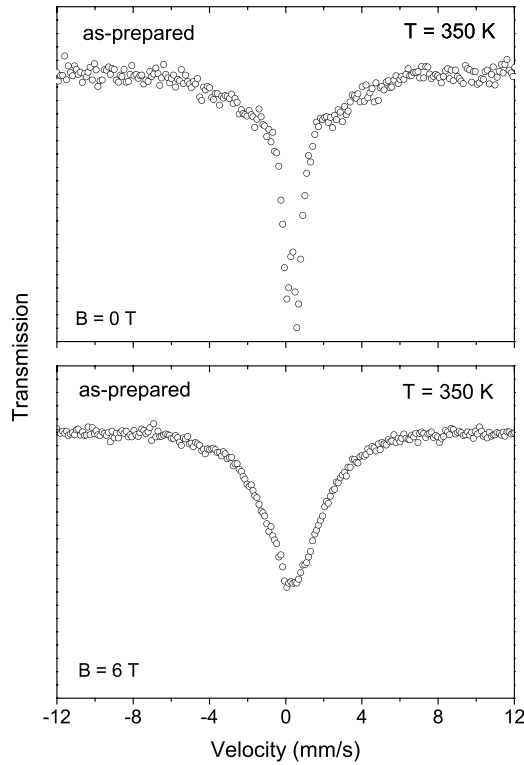 as-prepared
T = 350 K
B = 0 T
Transmission
as-prepared
T = 350 K
B = 6 T
-12 -8 -4 0 4 8 12
Velocity (mm/s)